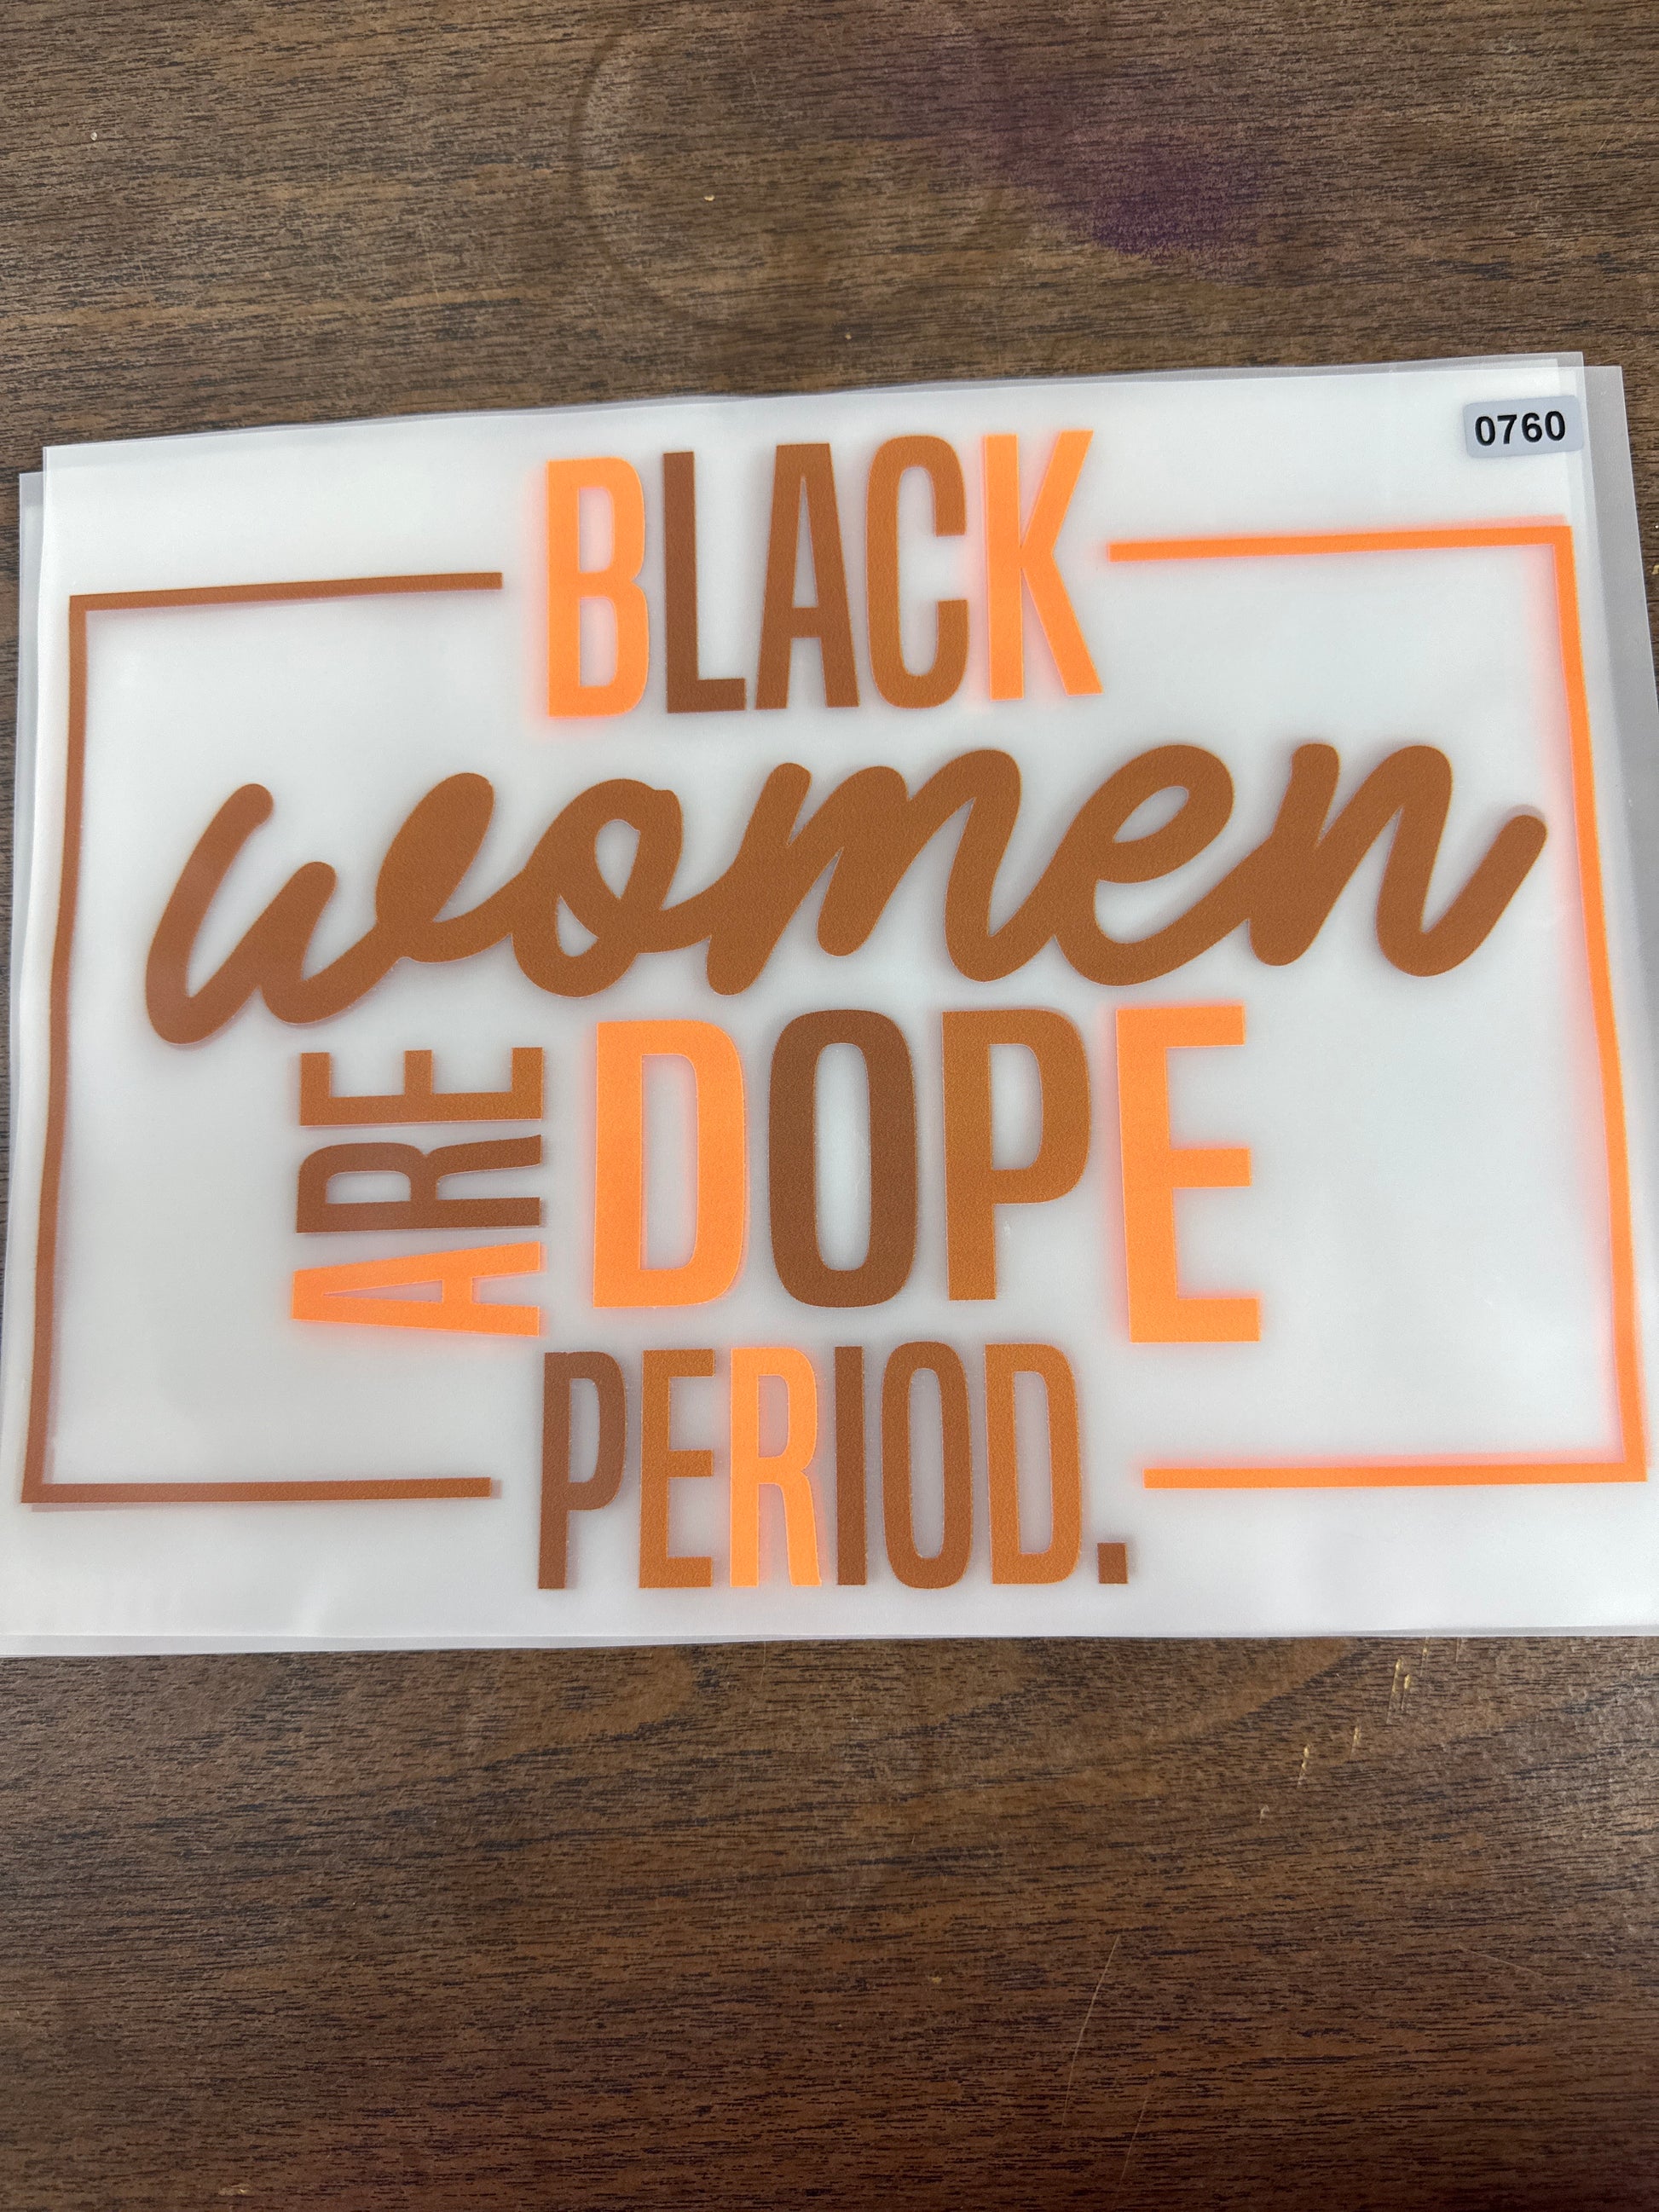 0760
BLACK
women
ARE DOPE
PERIOD.